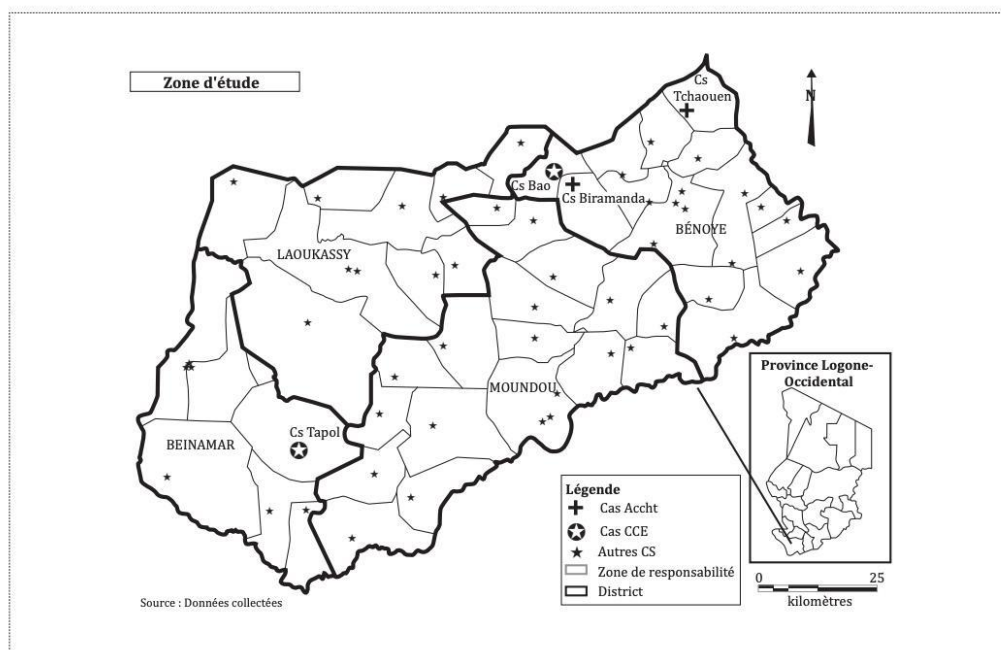 Zone d'étude
Cs
Tchaouen
N
Cs Bao
Cs Biramanda
BÉNOYE
LAOUKASSY
MOUNDOU
BEINAMAR
Cs Tapol
Province Logone-
Occidental
Légende
Cas Accht
Cas CCE
Autres CS
Zone de responsabilité
District
0 25
kilomètres
Source : Données collectées